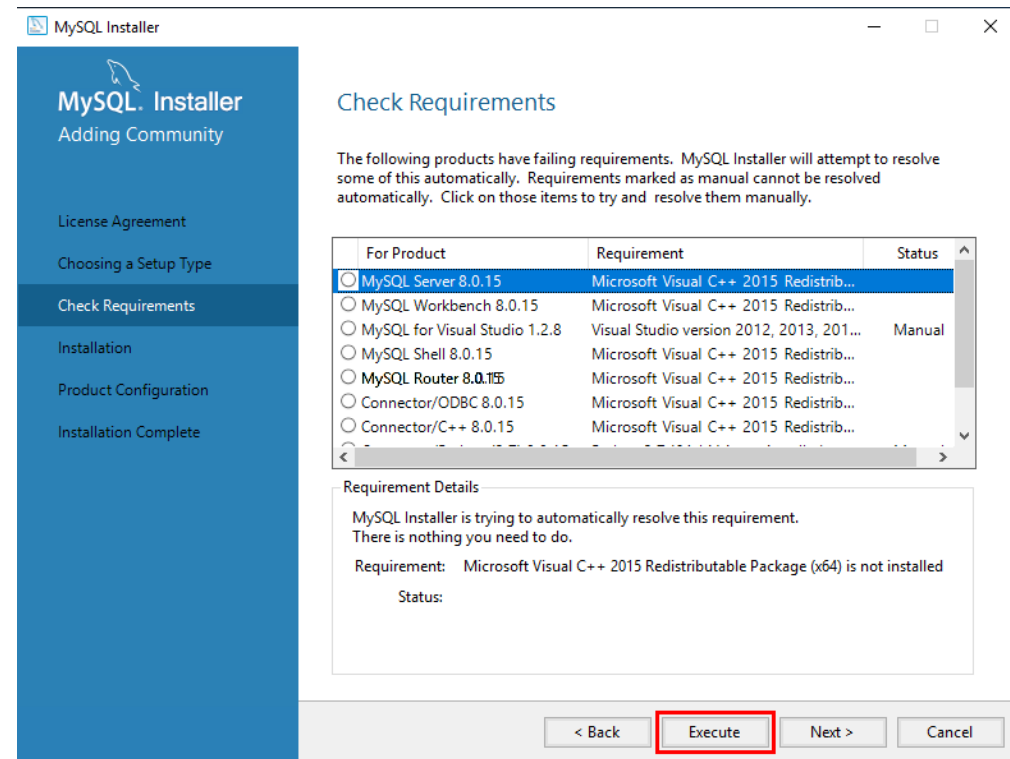 MySQL Installer
MySQL. Installer
Adding Community
License Agreement
Choosing a Setup Type
Check Requirements
Installation
Product Configuration
Installation Complete
Check Requirements
The following products have failing requirements. MySQL Installer will attempt to resolve
some of this automatically. Requirements marked as manual cannot be resolved
automatically. Click on those items to try and resolve them manually.
For Product Requirement Status
MySQL Server 8.0.15 Microsoft Visual C++ 2015 Redistrib...
MySQL Workbench 8.0.15 Microsoft Visual C++ 2015 Redistrib...
MySQL for Visual Studio 1.2.8 Visual Studio version 2012, 2013, 201... Manual
MySQL Shell 8.0.15 Microsoft Visual C++ 2015 Redistrib...
MySQL Router 8.0.15 Microsoft Visual C++ 2015 Redistrib...
Connector/ODBC 8.0.15 Microsoft Visual C++ 2015 Redistrib...
Connector/C++ 8.0.15 Microsoft Visual C++ 2015 Redistrib...
Requirement Details
MySQL Installer is trying to automatically resolve this requirement.
There is nothing you need to do.
Requirement: Microsoft Visual C++ 2015 Redistributable Package (x64) is not installed
Status:
< Back Execute Next > Cancel